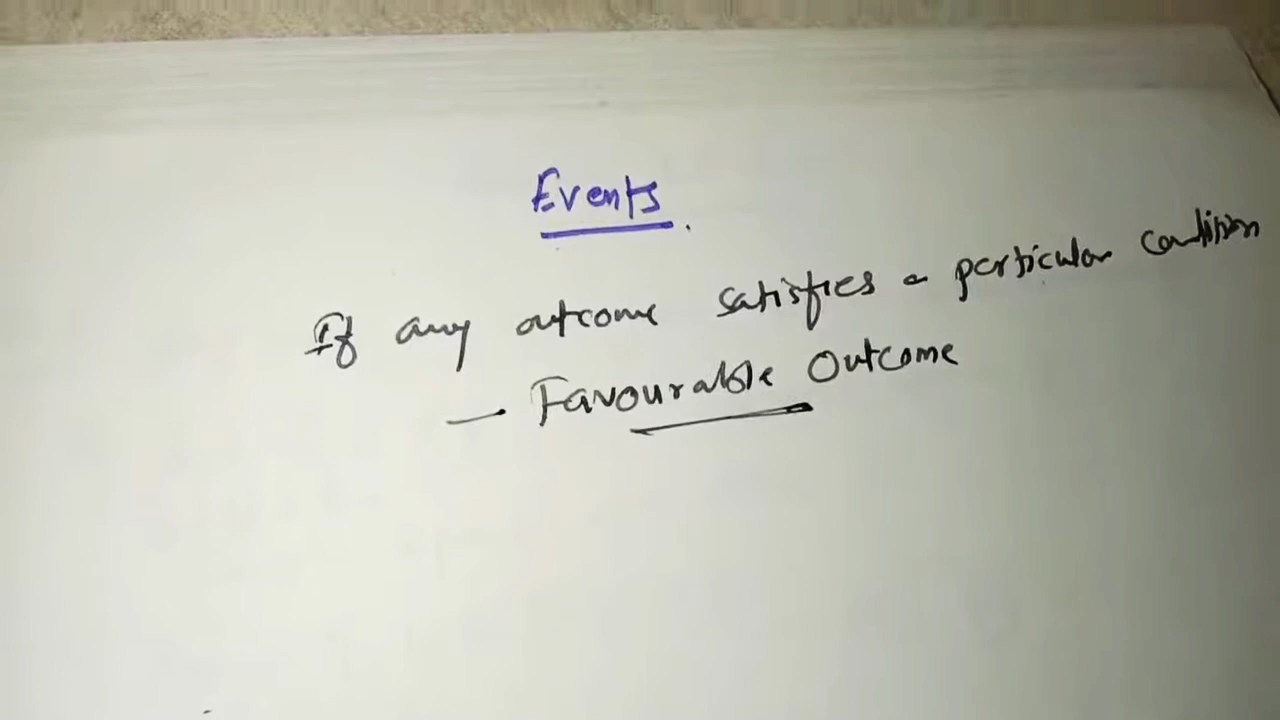 Events
If any outcome satisfies a particular condition
- Favourable Outcome